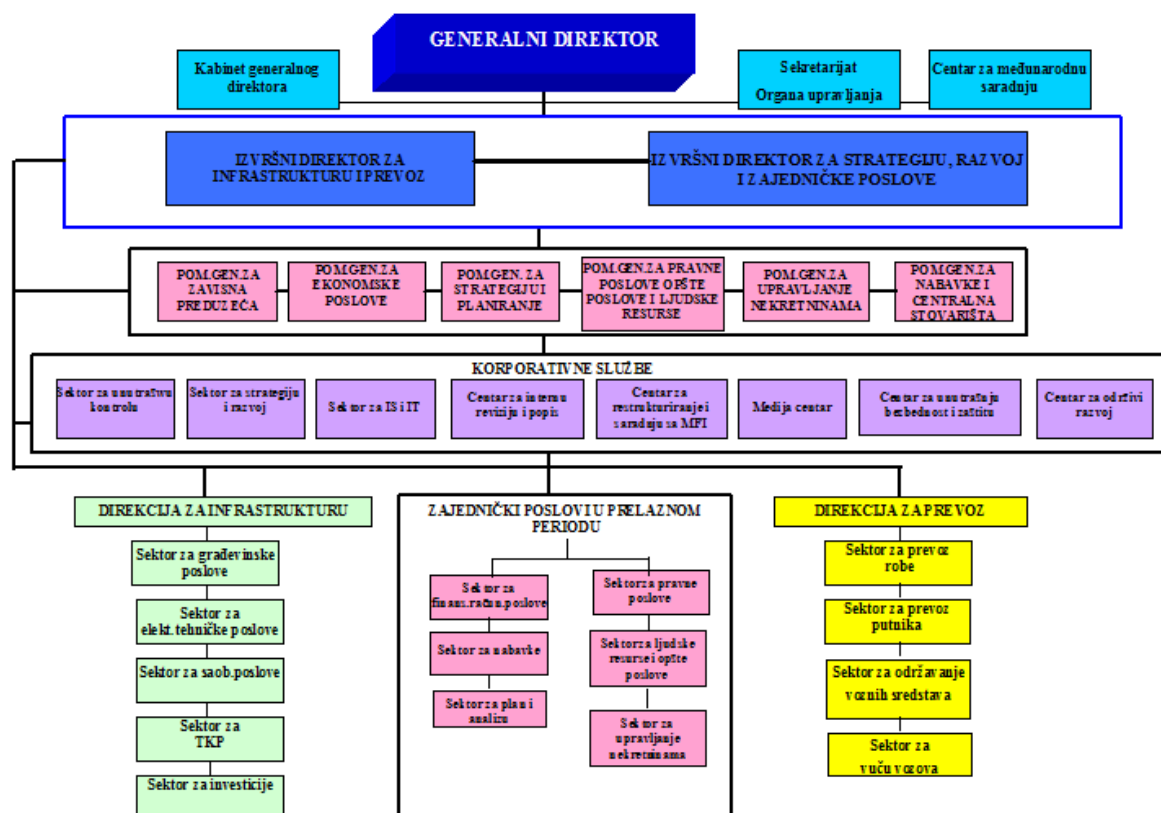 GENERALNI DIREKTOR
Kabinet generalnog
direktora
Sekretarijat
Organa upravljanja
Centar za međunarodnu
saradnju
IZVRŠNI DIREKTOR ZA
INFRASTRUKTURU I PREVOZ
IZVRŠNI DIREKTOR ZA STRATEGIJU, RAZVOJ
I ZAJEDNIČKE POSLOVE
POM.GEN.ZA
ZAVISNA
PREDUZEĆA
POM.GEN.ZA
EKONOMSKE
POSLOVE
POM.GEN. ZA
STRATEGIJU I
PLANIRANJE
POM.GEN.ZA PRAVNE
POSLOVE OPŠTE
POSLOVE I LJUDSKE
RESURSE
POM.GEN.ZA
UPRAVLJANJE
NEKRETNINAMA
POM.GEN.ZA
NABAVKE I
CENTRALNA
STOVARIŠTA
KORPORATIVNE SLUŽBE
Sektor za unutrašwu
kontrolu
Sektor za strategiju
i razvoj
Sektor za IS i IT
Centar za internu
reviziju i popis
Centar za
restrukturiranje i
saradnju sa MFI
Medija centar
Centar za unutrašnju
bezbednost i zaštitu
Centar za održivi
razvoj
DIREKCIJA ZA INFRASTRUKTURU
Sektor za građevinske
poslove
Sektor za
elekt.tehničke poslove
Sektor za saob.poslove
Sektor za
TKP
Sektor za investicije
ZAJEDNIČKI POSLOVI U PRELAZNOM
PERIODU
Sektor za
finans.račun.poslove
Sektor za nabavke
Sektor za plan i
analizu
Sektor za pravne
poslove
Sektor za ljudske
resurse i opšte
poslove
Sektor za
upravljanje
nekretninama
DIREKCIJA ZA PREVOZ
Sektor za prevoz
robe
Sektor za prevoz
putnika
Sektor za održavanje
voznih sredstava
Sektor za
vuču vozova